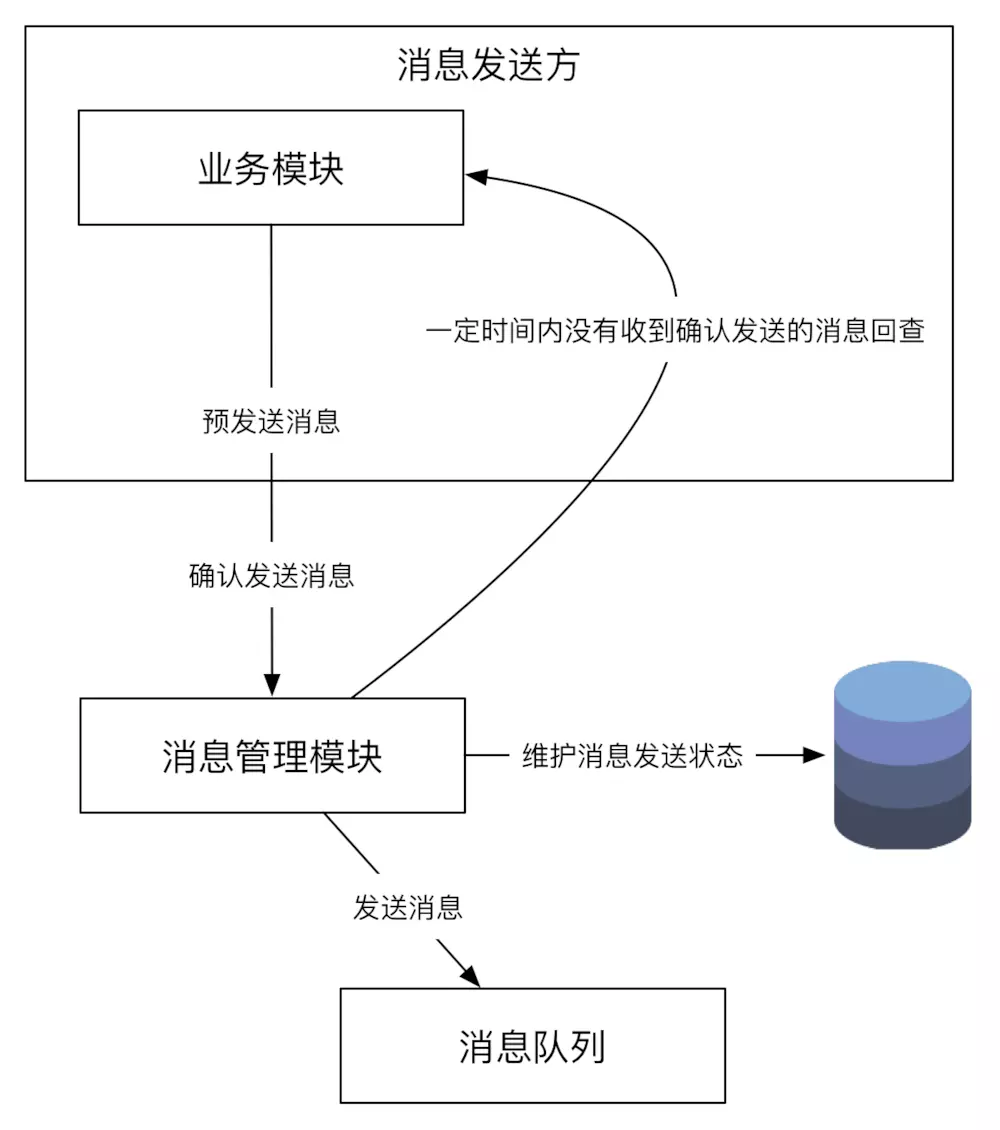 消息发送方
业务模块
一定时间内没有收到确认发送的消息回查
预发送消息
确认发送消息
消息管理模块
维护消息发送状态
发送消息
消息队列